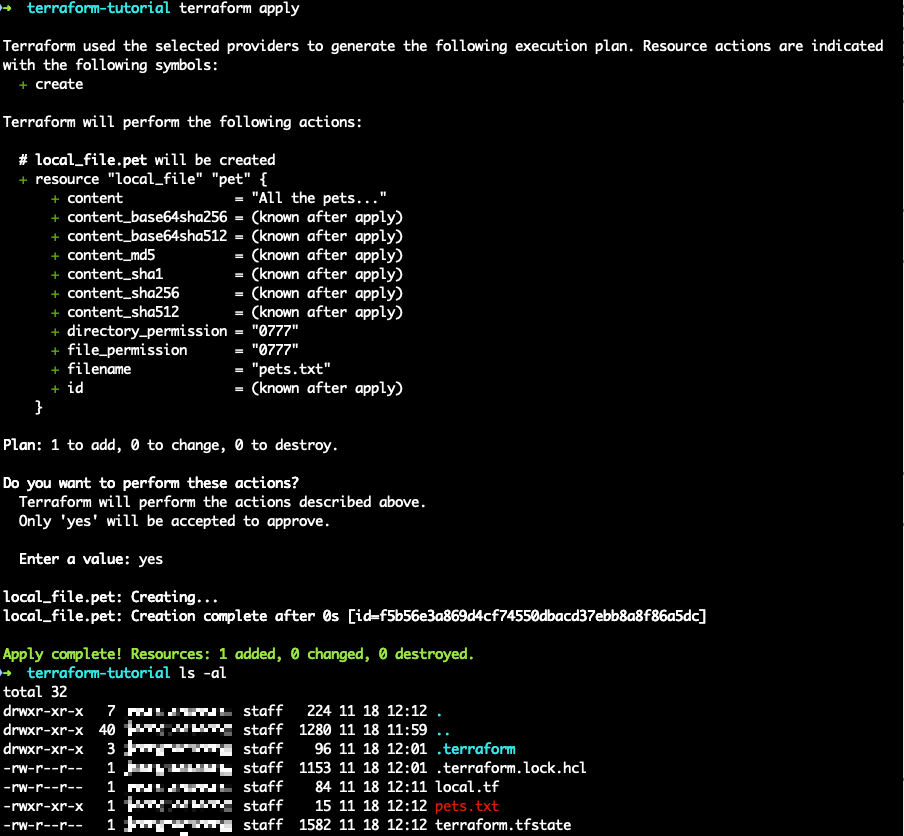 ➜ terraform-tutorial terraform apply
Terraform used the selected providers to generate the following execution plan. Resource actions are indicated
with the following symbols:
+ create
Terraform will perform the following actions:
# local_file.pet will be created
+ resource "local_file" "pet" {
+ content = "All the pets..."
+ content_base64sha256 = (known after apply)
+ content_base64sha512 = (known after apply)
+ content_md5 = (known after apply)
+ content_sha1 = (known after apply)
+ content_sha256 = (known after apply)
+ content_sha512 = (known after apply)
+ directory_permission = "0777"
+ file_permission = "0777"
+ filename = "pets.txt"
+ id = (known after apply)
}
Plan: 1 to add, 0 to change, 0 to destroy.
Do you want to perform these actions?
Terraform will perform the actions described above.
Only 'yes' will be accepted to approve.
Enter a value: yes
local_file.pet: Creating...
local_file.pet: Creation complete after 0s [id=f5b56e3a869d4cf74550dbacd37ebb8a8f86a5dc]
Apply complete! Resources: 1 added, 0 changed, 0 destroyed.
➜ terraform-tutorial ls -al
total 32
drwxr-xr-x 7 staff 224 11 18 12:12 .
drwxr-xr-x 40 staff 1280 11 18 11:59 ..
drwxr-xr-x 3 staff 96 11 18 12:01 .terraform
-rw-r--r-- 1 staff 1153 11 18 12:01 .terraform.lock.hcl
-rw-r--r-- 1 staff 84 11 18 12:11 local.tf
-rwxr-xr-x 1 staff 15 11 18 12:12 pets.txt
-rw-r--r-- 1 staff 1582 11 18 12:12 terraform.tfstate